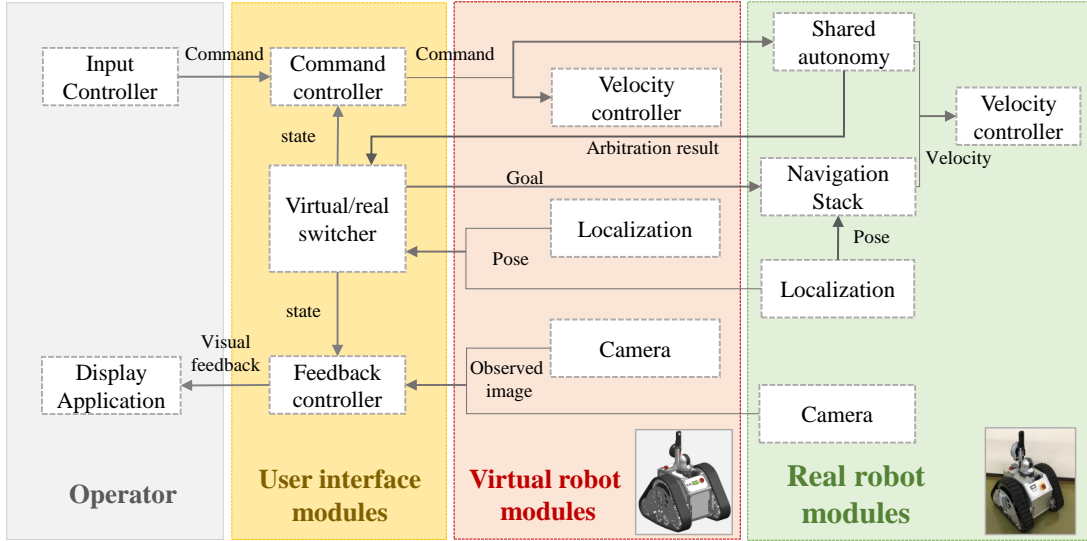 Input
Controller
Command
Command
controller
Command
Velocity
controller
Shared
autonomy
Velocity
controller
Velocity
state
Arbitration result
Virtual/real
switcher
Goal
Navigation
Stack
Localization
Pose
Pose
Localization
state
Visual
feedback
Display
Application
Feedback
controller
Observed
image
Camera
Camera
Operator
User interface
modules
Virtual robot
modules
Real robot
modules